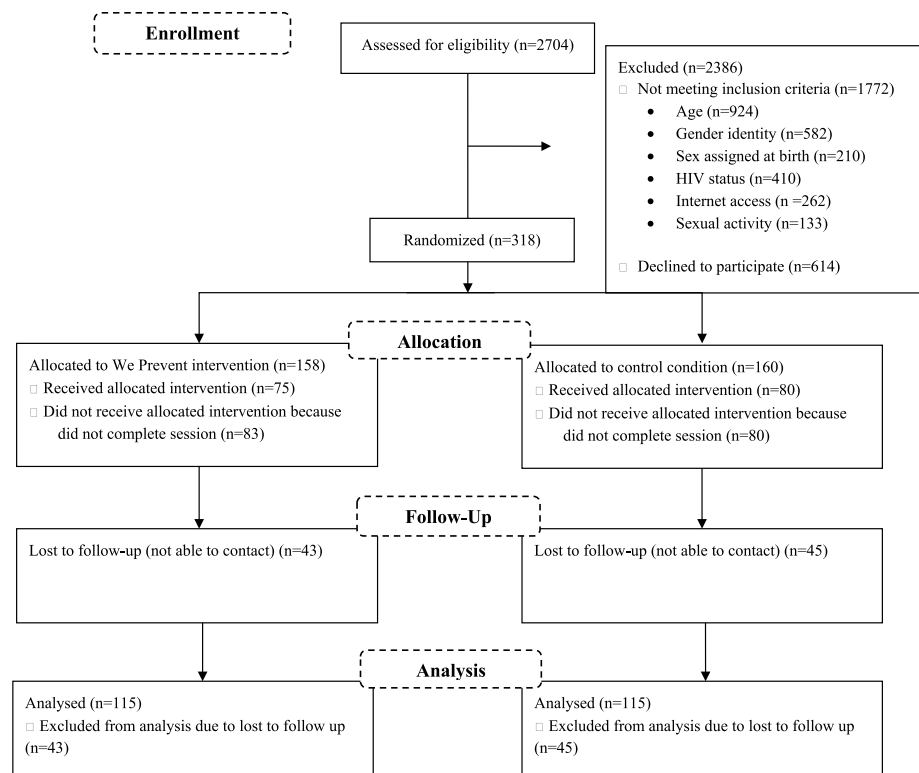 Enrollment
Assessed for eligibility (n=2704)
Excluded (n=2386)
□ Not meeting inclusion criteria (n=1772)
• Age (n=924)
• Gender identity (n=582)
• Sex assigned at birth (n=210)
• HIV status (n=410)
• Internet access (n =262)
• Sexual activity (n=133)
□ Declined to participate (n=614)
Randomized (n=318)
Allocation
Allocated to We Prevent intervention (n=158)
□ Received allocated intervention (n=75)
□ Did not receive allocated intervention because
did not complete session (n=83)
Allocated to control condition (n=160)
□ Received allocated intervention (n=80)
□ Did not receive allocated intervention because
did not complete session (n=80)
Follow-Up
Lost to follow-up (not able to contact) (n=43)
Lost to follow-up (not able to contact) (n=45)
Analysis
Analysed (n=115)
□ Excluded from analysis due to lost to follow up
(n=43)
Analysed (n=115)
□ Excluded from analysis due to lost to follow up
(n=45)